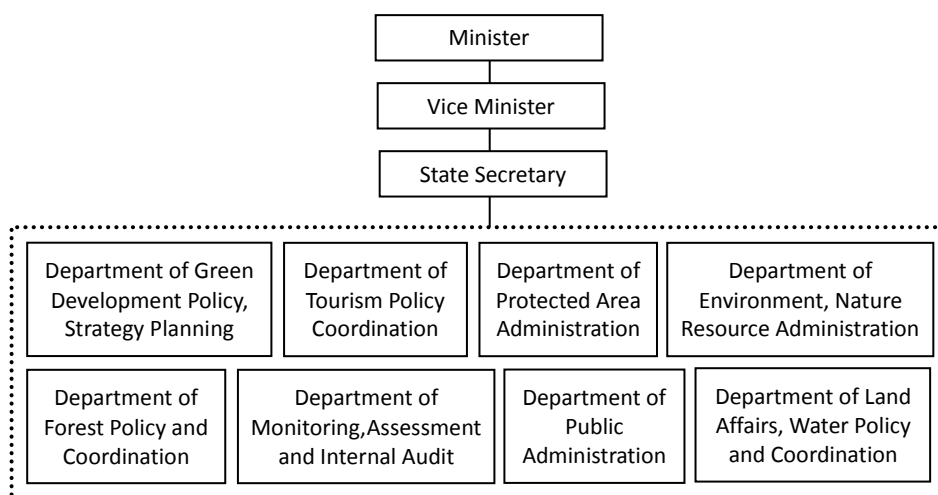 Minister
Vice Minister
State Secretary
Department of Green
Development Policy,
Strategy Planning
Department of
Tourism Policy
Coordination
Department of
Protected Area
Administration
Department of
Environment, Nature
Resource Administration
Department of
Forest Policy and
Coordination
Department of
Monitoring,Assessment
and Internal Audit
Department of
Public
Administration
Department of Land
Affairs, Water Policy
and Coordination